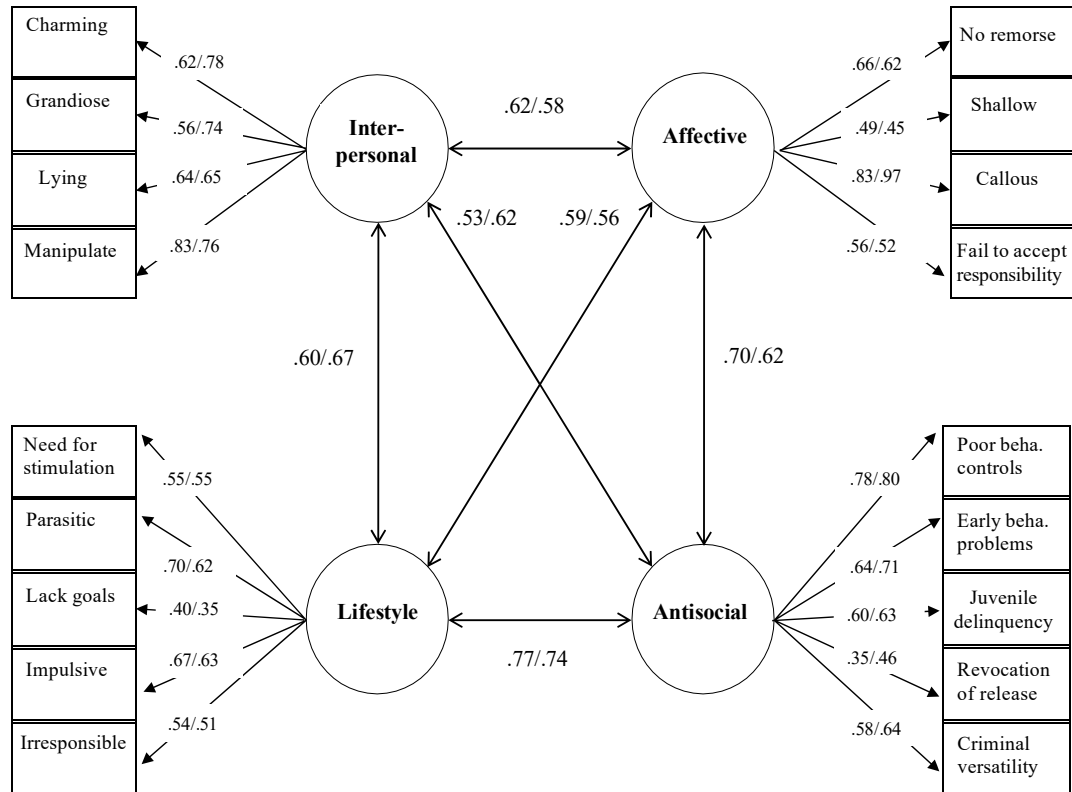 Charming
Grandiose
Lying
Manipulate
.62/.78
.56/.74
.64/.65
.83/.76
Inter-
personal
.62/.58
Affective
.66/.62
.49/.45
.83/.97
.56/.52
No remorse
Shallow
Callous
Fail to accept
responsibility
.53/.62
.59/.56
.60/.67
.70/.62
Need for
stimulation
Parasitic
Lack goals
Impulsive
Irresponsible
.55/.55
.70/.62
.40/.35
.67/.63
.54/.51
Lifestyle
.77/.74
Antisocial
.78/.80
.64/.71
.60/.63
.35/.46
.58/.64
Poor beha.
controls
Early beha.
problems
Juvenile
delinquency
Revocation
of release
Criminal
versatility